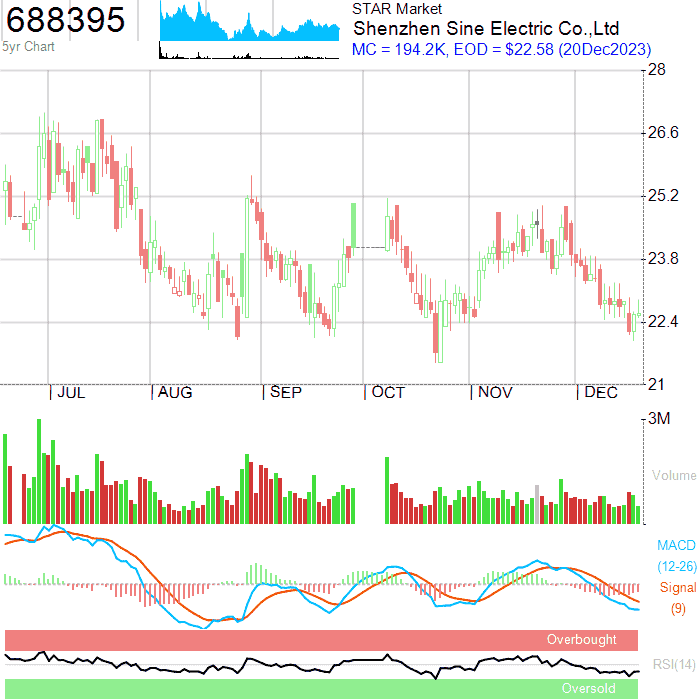 688395
5yr Chart
STAR Market
Shenzhen Sine Electric Co.,Ltd
MC = 194.2K, EOD = $22.58 (20Dec2023)
28
26.6
25.2
23.8
22.4
21
JUL AUG SEP OCT NOV DEC
3M
Volume
MACD
(12-26)
Signal
(9)
Overbought
RSI(14)
Oversold